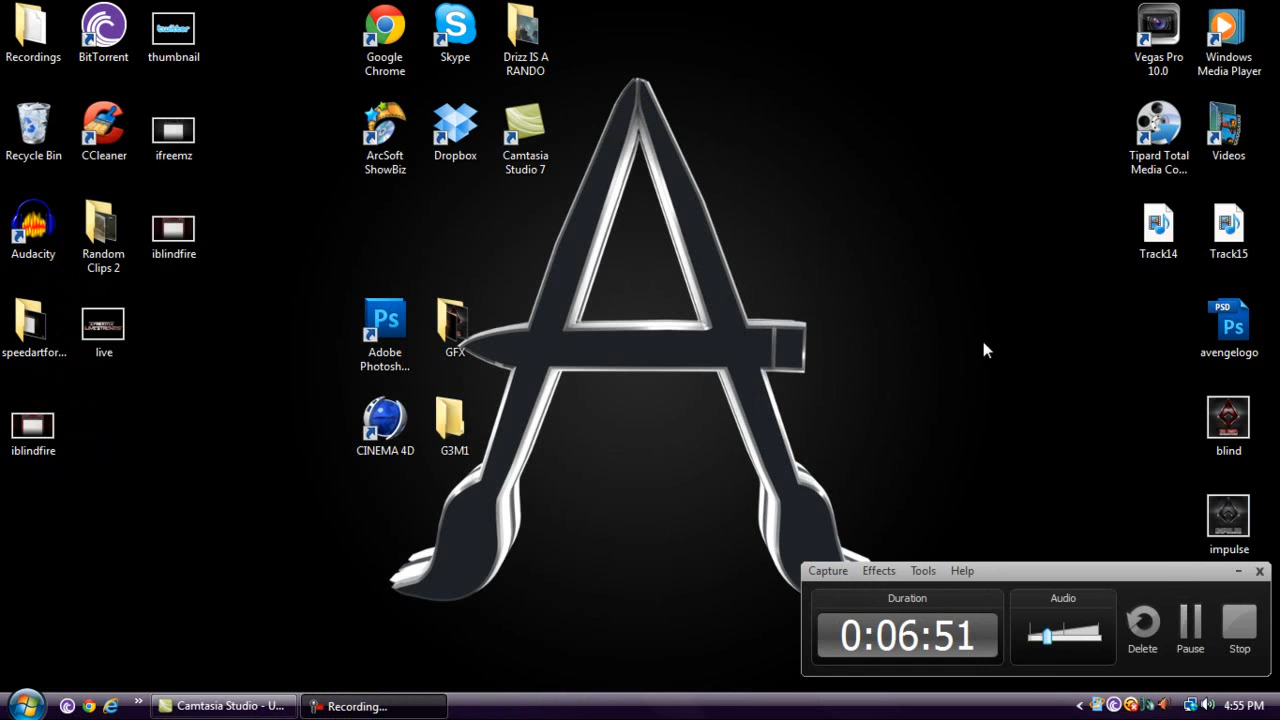 Recordings
BitTorrent
thumbnail
Google
Chrome
Skype
Drizz IS A
RANDO
Vegas Pro
10.0
Windows
Media Player
Recycle Bin
CCleaner
ifreemz
ArcSoft
ShowBiz
Dropbox
Camtasia
Studio 7
Tipard Total
Media Co...
Videos
Audacity
Random
Clips 2
iblindfire
Track14
Track15
speedartfor...
live
Ps
Adobe
Photosh...
GFX
PSD
Ps
avengelogo
iblindfire
CINEMA 4D
G3M1
blind
impulse
Capture Effects Tools Help
Duration
Audio
0:06:51
Delete
Pause
Stop
Camtasia Studio - U...
Recording...
4:55 PM